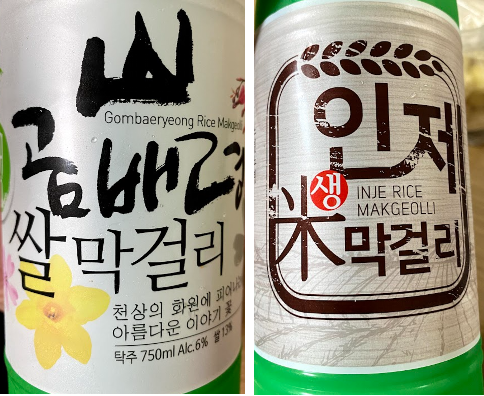 Gombaeryeong Rice Makgeolli
곰배령
쌀막걸리
천상의 화원에 피어나는
아름다운 이야기 꽃
탁주 750ml Alc.6% 쌀 13%
인제
생
INJE RICE
MAKGEOLLI
米막걸리